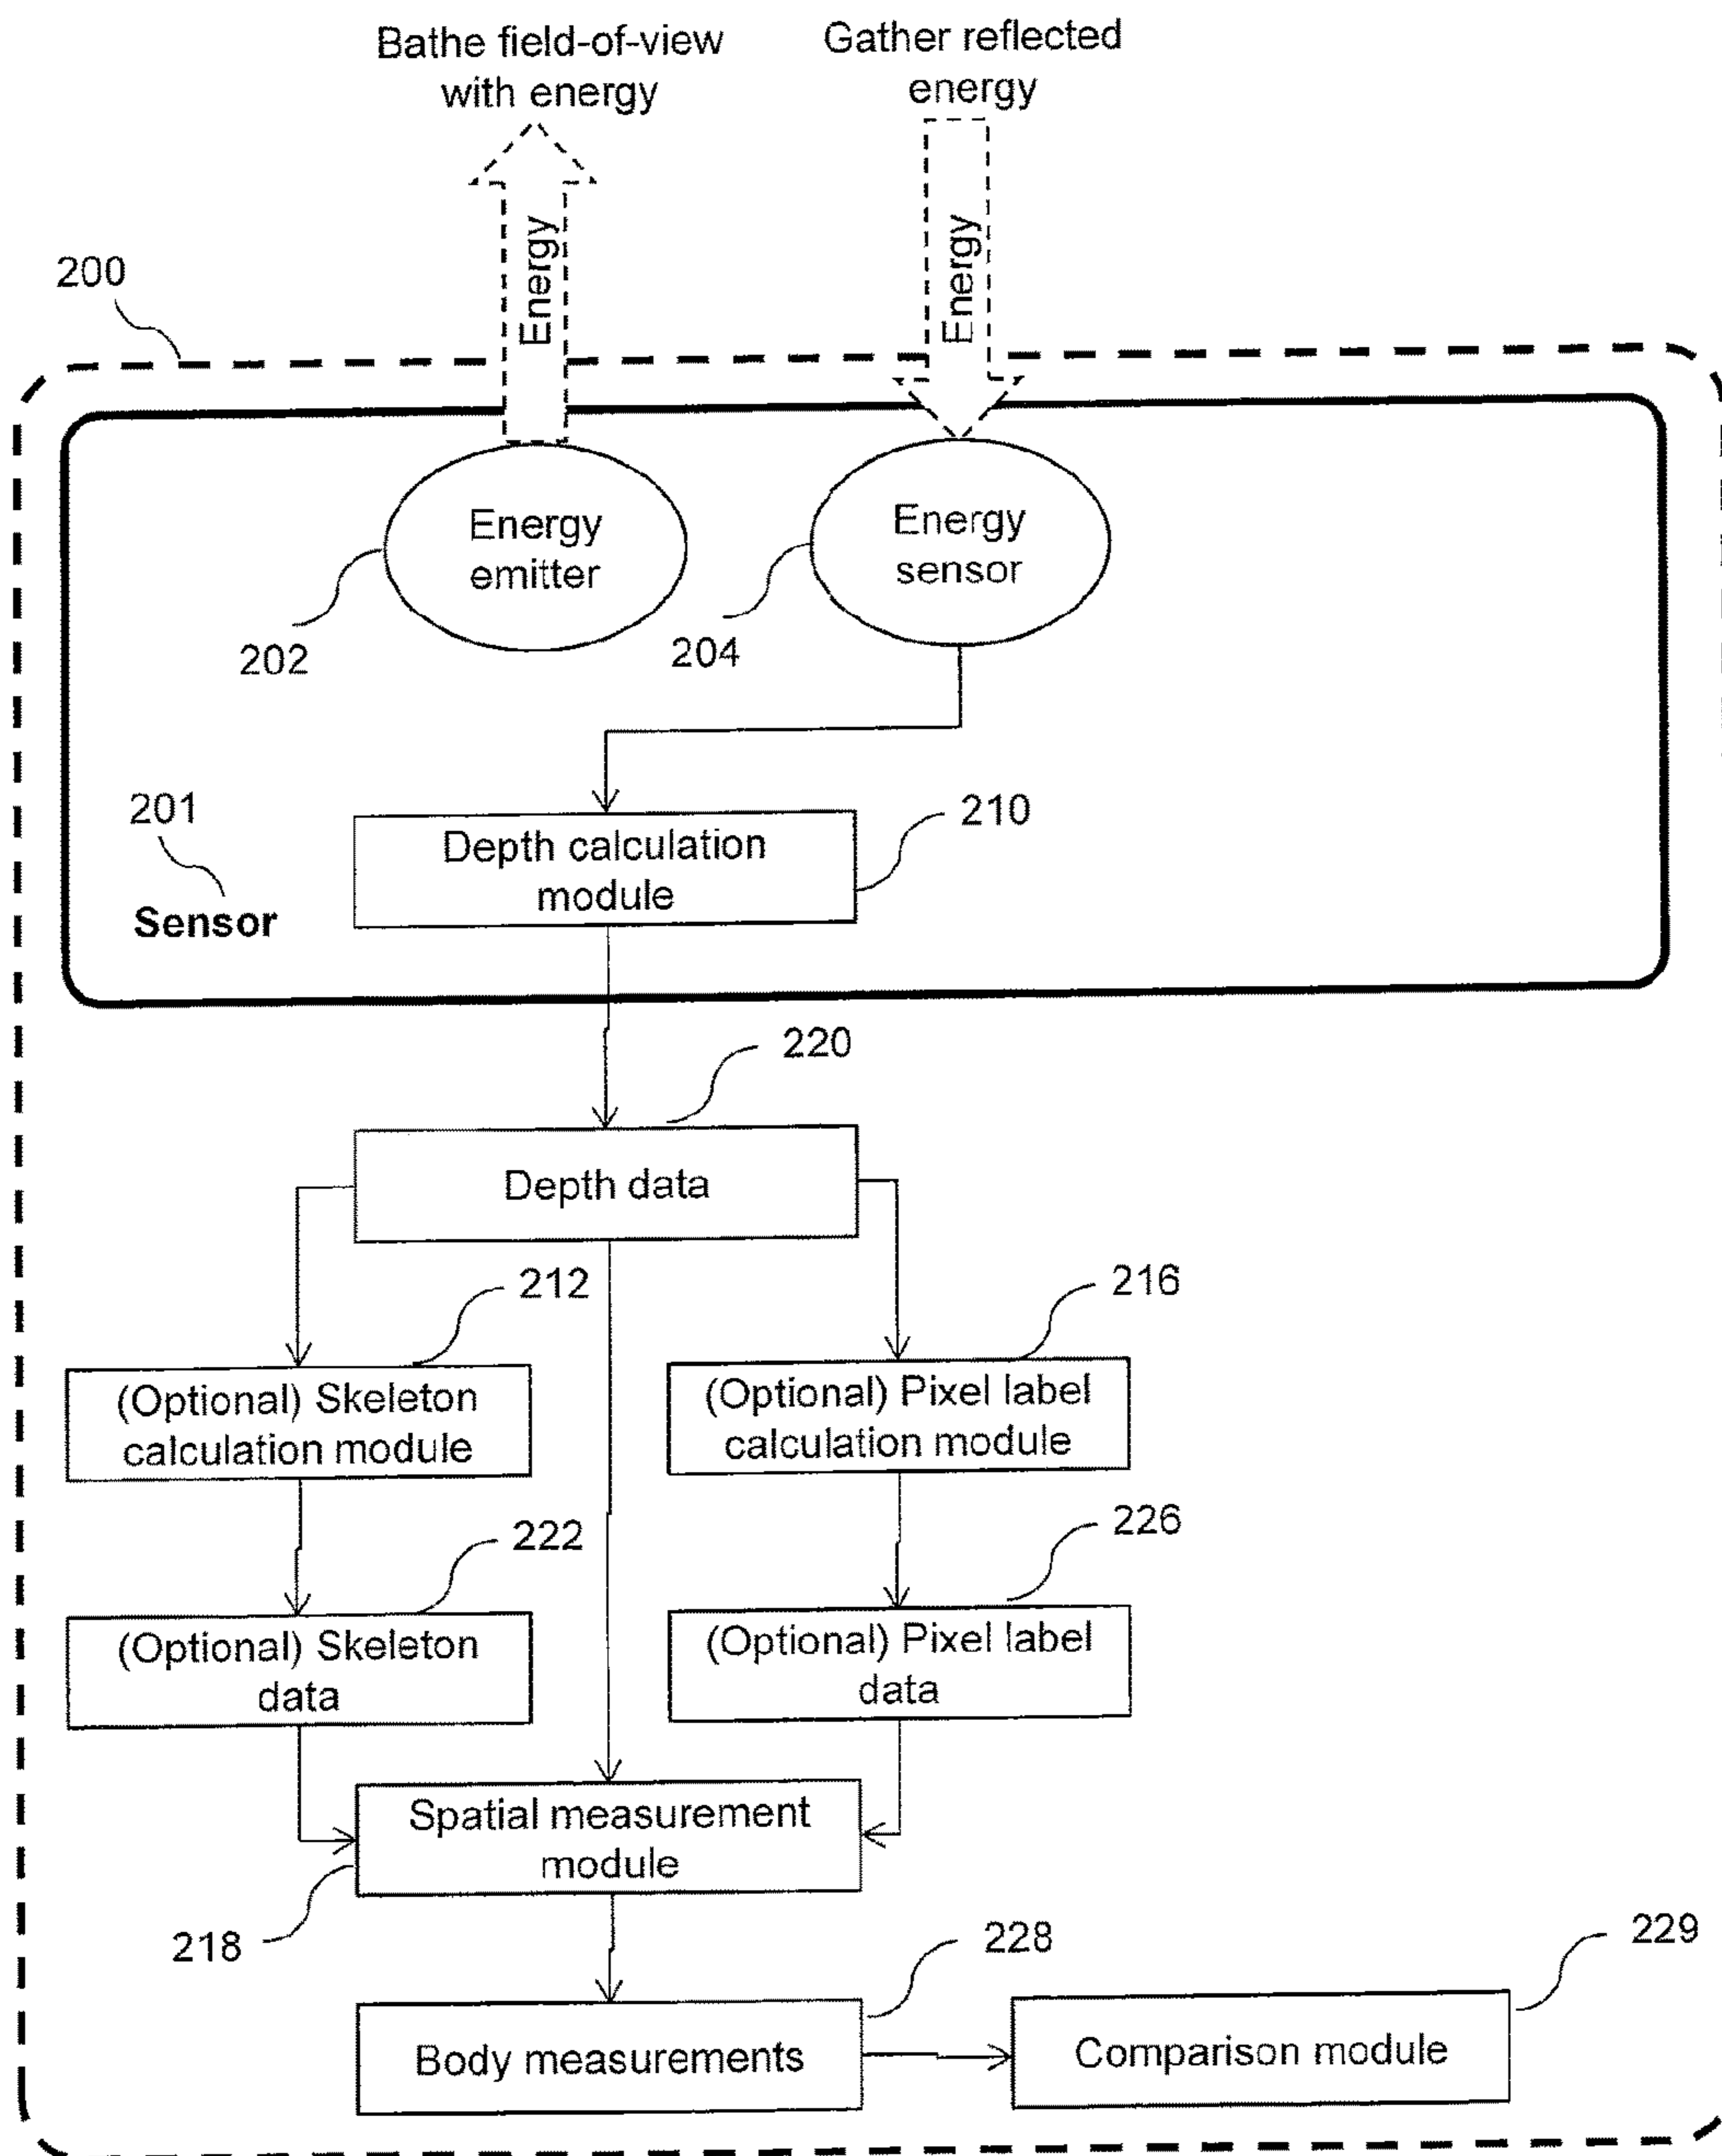 Bathe field-of-view
with energy
Gather reflected
energy
Energy
Energy
200
Energy
emitter
Energy
sensor
202
204
201
Sensor
Depth calculation
module
210
220
Depth data
212
216
(Optional) Skeleton
calculation module
(Optional) Pixel label
calculation module
222
226
(Optional) Skeleton
data
(Optional) Pixel label
data
Spatial measurement
module
218
228
229
Body measurements
Comparison module